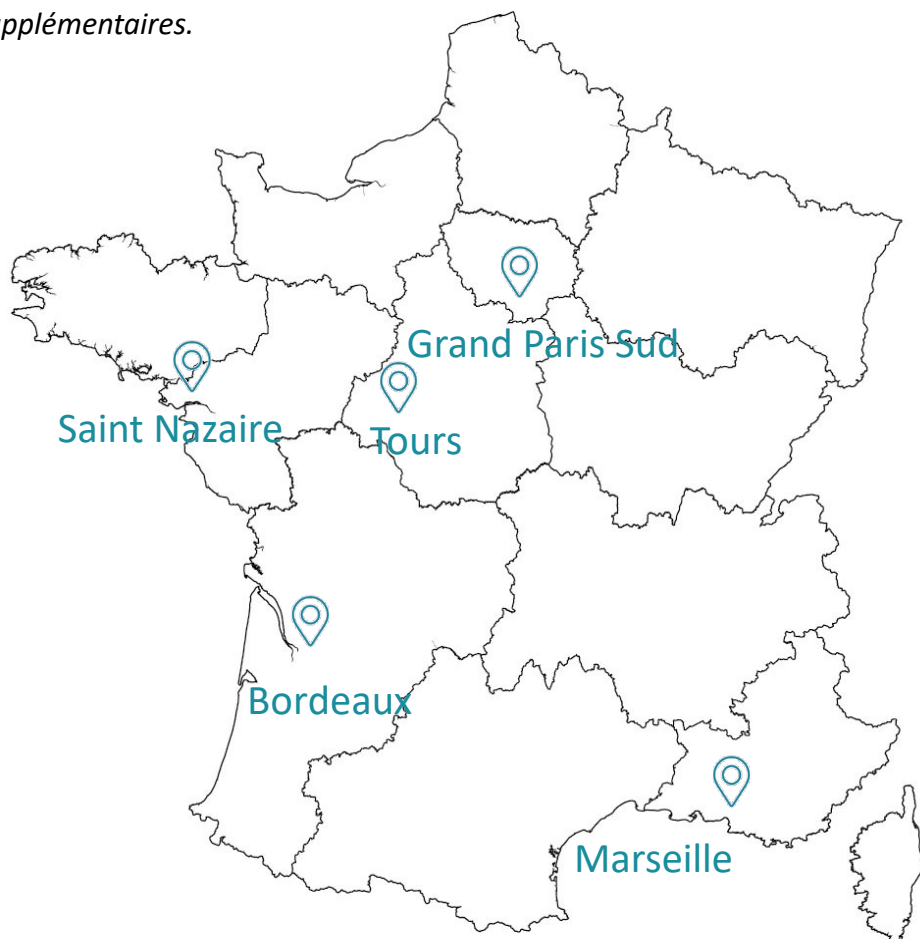 pplémentaires.
Grand Paris Sud
Saint Nazaire
Tours
Bordeaux
Marseille